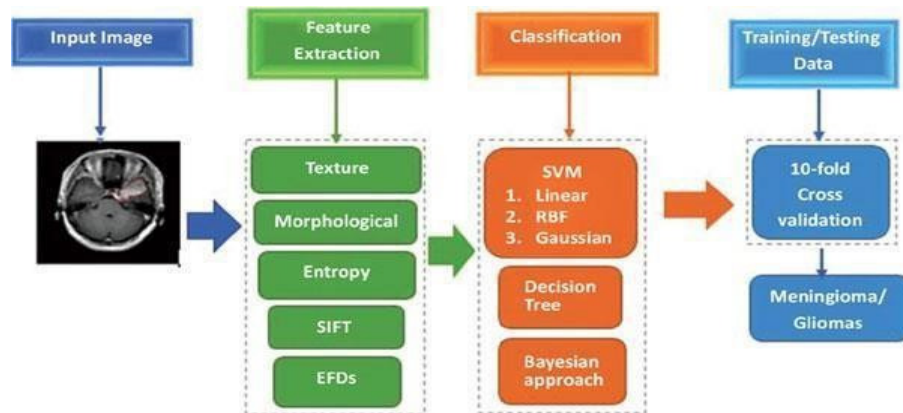 Input Image
Feature
Extraction
Classification
Training/Testing
Data
Texture
Morphological
Entropy
SIFT
EFDs
SVM
1. Linear
2. RBF
3. Gaussian
Decision
Tree
Bayesian
approach
10-fold
Cross
validation
Meningioma/
Gliomas